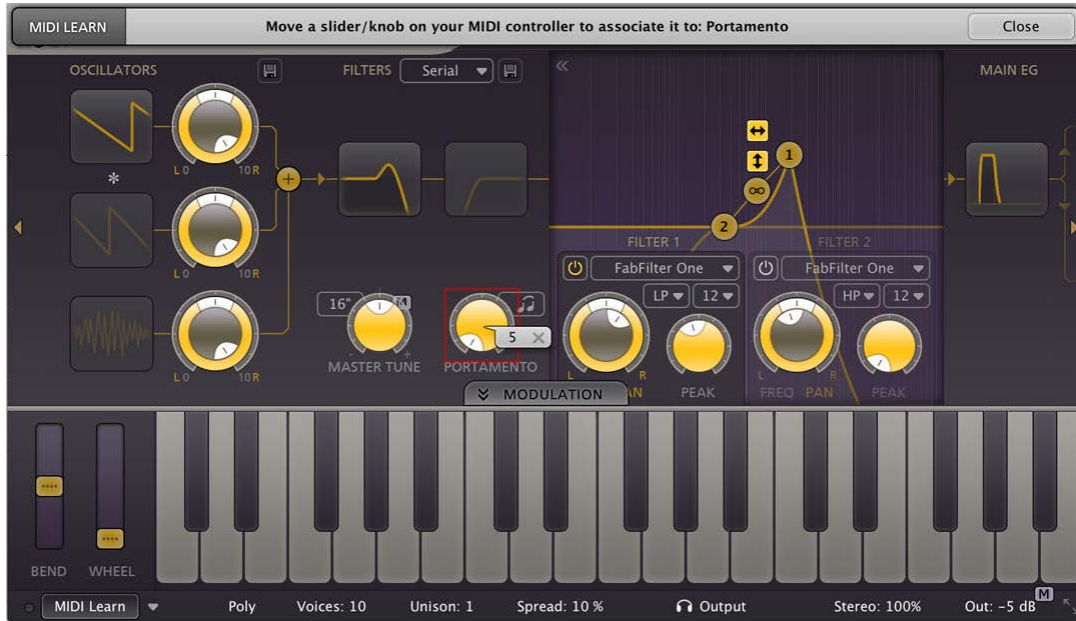 MIDI LEARN
Move a slider/knob on your MIDI controller to associate it to: Portamento
Close
OSCILLATORS
FILTERS
Serial
MAIN EG
L 0 10 R
L 0 10 R
L 0 10 R
1
2
16"
M
MASTER TUNE
- +
5
PORTAMENTO
FILTER 1
FabFilter One
LP
12
L R
PEAK
FILTER 2
FabFilter One
HP
12
L R
FREQ PAN
PEAK
MODULATION
BEND
WHEEL
MIDI Learn
Poly
Voices: 10
Unison: 1
Spread: 10 %
Output
Stereo: 100%
Out: -5 dB
M